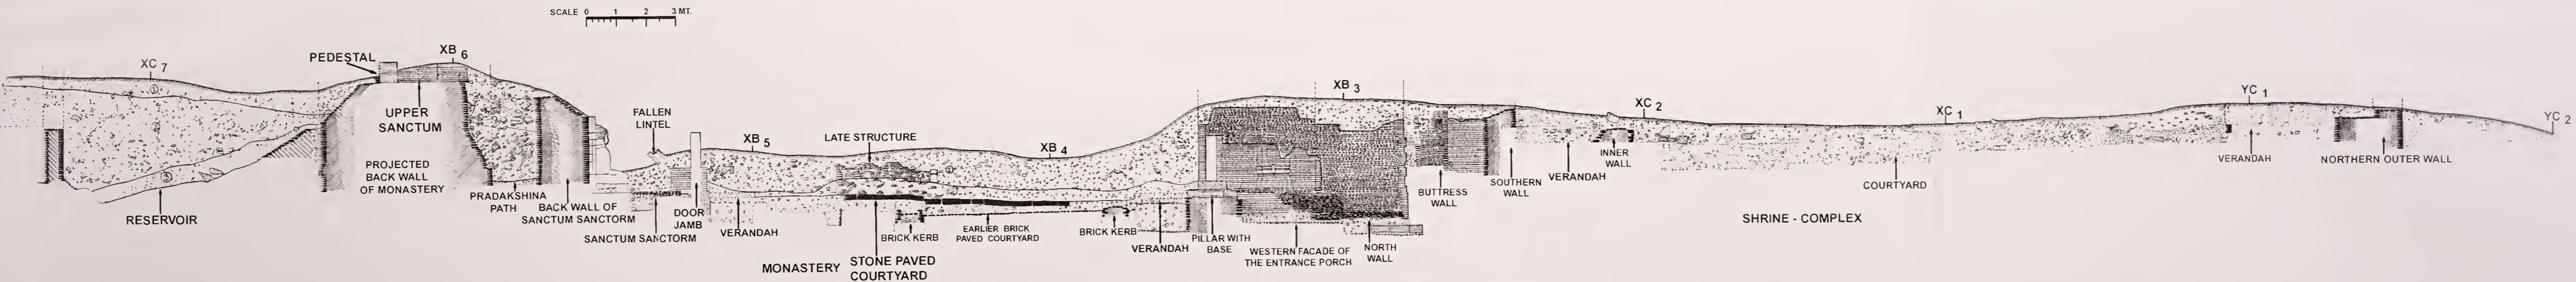 SCALE 0 1 2 3 MT.
XC 7
PEDESTAL
XB 6
UPPER
SANCTUM
PROJECTED
BACK WALL
OF MONASTERY
RESERVOIR
PRADAKSHINA
PATH
BACK WALL OF
SANCTUM SANCTORM
FALLEN
LINTEL
SANCTUM SANCTORM
DOOR
JAMB
XB 5
VERANDAH
LATE STRUCTURE
MONASTERY
STONE PAVED
COURTYARD
BRICK KERB
EARLIER BRICK
PAVED COURTYARD
XB 4
BRICK KERB
VERANDAH
PILLAR WITH
BASE
XB 3
WESTERN FACADE OF
THE ENTRANCE PORCH
NORTH
WALL
BUTTRESS
WALL
SOUTHERN
WALL
VERANDAH
INNER
WALL
XC 2
SHRINE - COMPLEX
COURTYARD
XC 1
YC 1
VERANDAH
NORTHERN OUTER WALL
YC 2